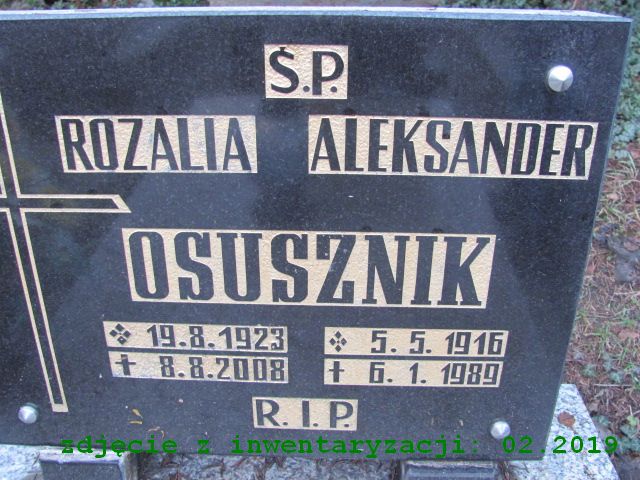 Ś.P.
ROZALIA ALEKSANDER
OSUSZNIK
19.8.1923 5.5.1916
8.8.2008 6.1.1989
R.I.P.
zdjęcie z inwentaryzacji: 02.2019